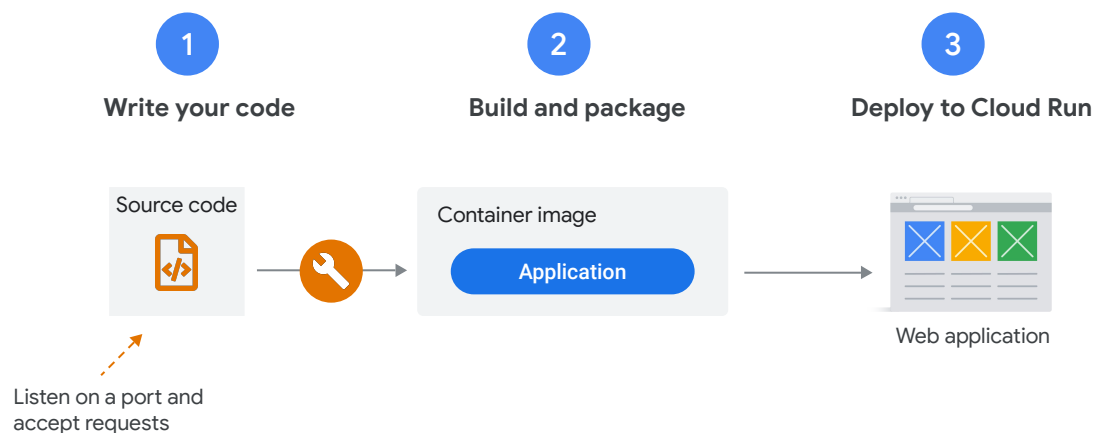 1
Write your code
2
Build and package
3
Deploy to Cloud Run
Source code
</>
Container image
Application
Web application
Listen on a port and
accept requests